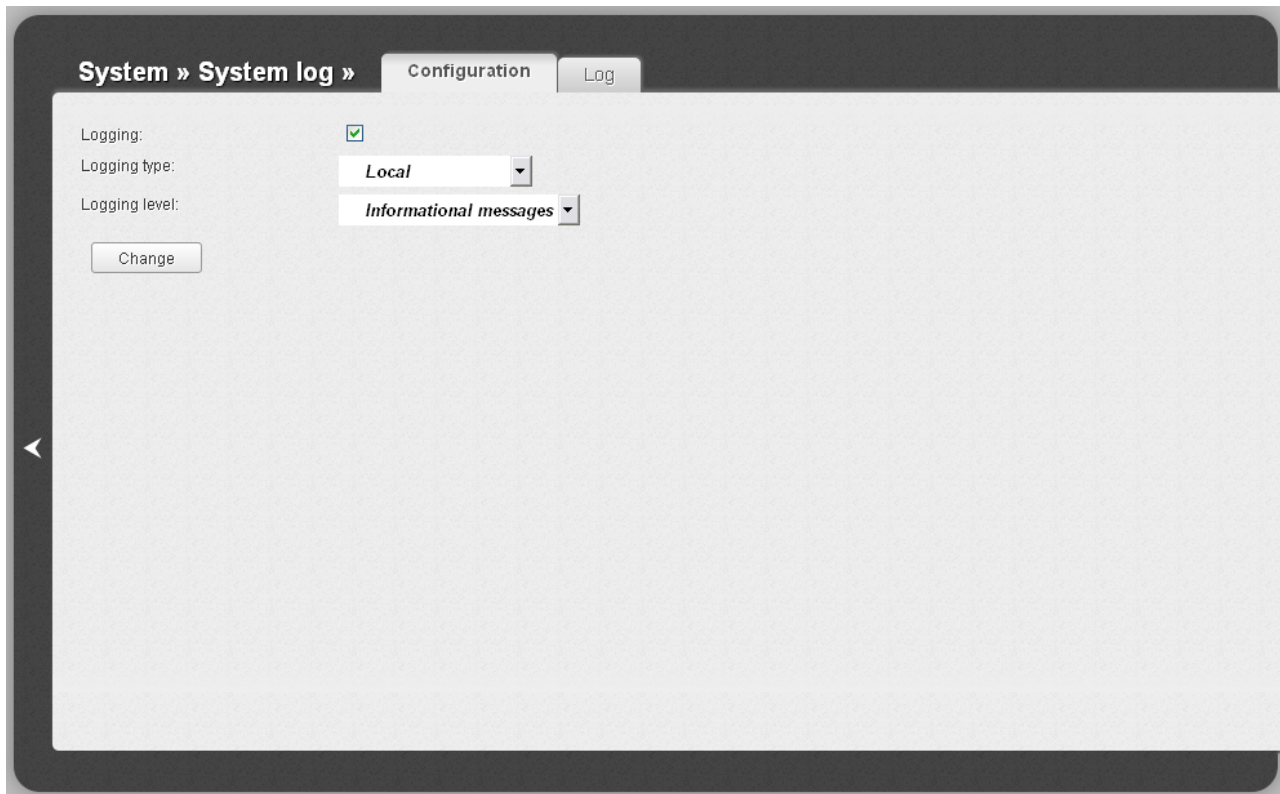 System » System log »
Configuration
Log
Logging:
Logging type:
Local
Logging level:
Informational messages
Change